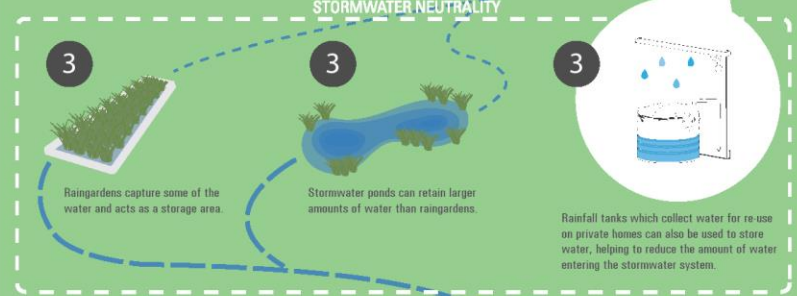 STORMWATER NEUTRALITY
3
3
3
Raingardens capture some of the
water and acts as a storage area.
Stormwater ponds can retain larger
amounts of water than raingardens.
Rainfall tanks which collect water for re-use
on private homes can also be used to store
water, helping to reduce the amount of water
entering the stormwater system.